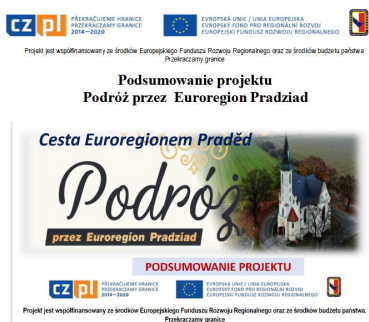 CZ pl
PŘEKRAČUJEME HRANICE
PRZEKRACZAMY GRANICE
2014—2020
EVROPSKÁ UNIE / UNIA EUROPEJSKA
EVROPSKÝ FOND PRO REGIONÁLNÍ ROZVOJ
EUROPEJSKI FUNDUSZ ROZWOJU REGIONALNEGO
Projekt jest współfinansowany ze środków Europejskiego Funduszu Rozwoju Regionalnego oraz ze środków budżetu państwa.
Przekraczamy granice
Podsumowanie projektu
Podróż przez Euroregion Pradziad
Cesta Euroregionem Praděd
Podróż
przez Euroregion Pradziad
PODSUMOWANIE PROJEKTU
CZ pl
PŘEKRAČUJEME HRANICE
PRZEKRACZAMY GRANICE
2014—2020
EVROPSKÁ UNIE / UNIA EUROPEJSKA
EVROPSKÝ FOND PRO REGIONÁLNÍ ROZVOJ
EUROPEJSKI FUNDUSZ ROZWOJU REGIONALNEGO
Projekt jest współfinansowany ze środków Europejskiego Funduszu Rozwoju Regionalnego oraz ze środków budżetu państwa.
Przekraczamy granice